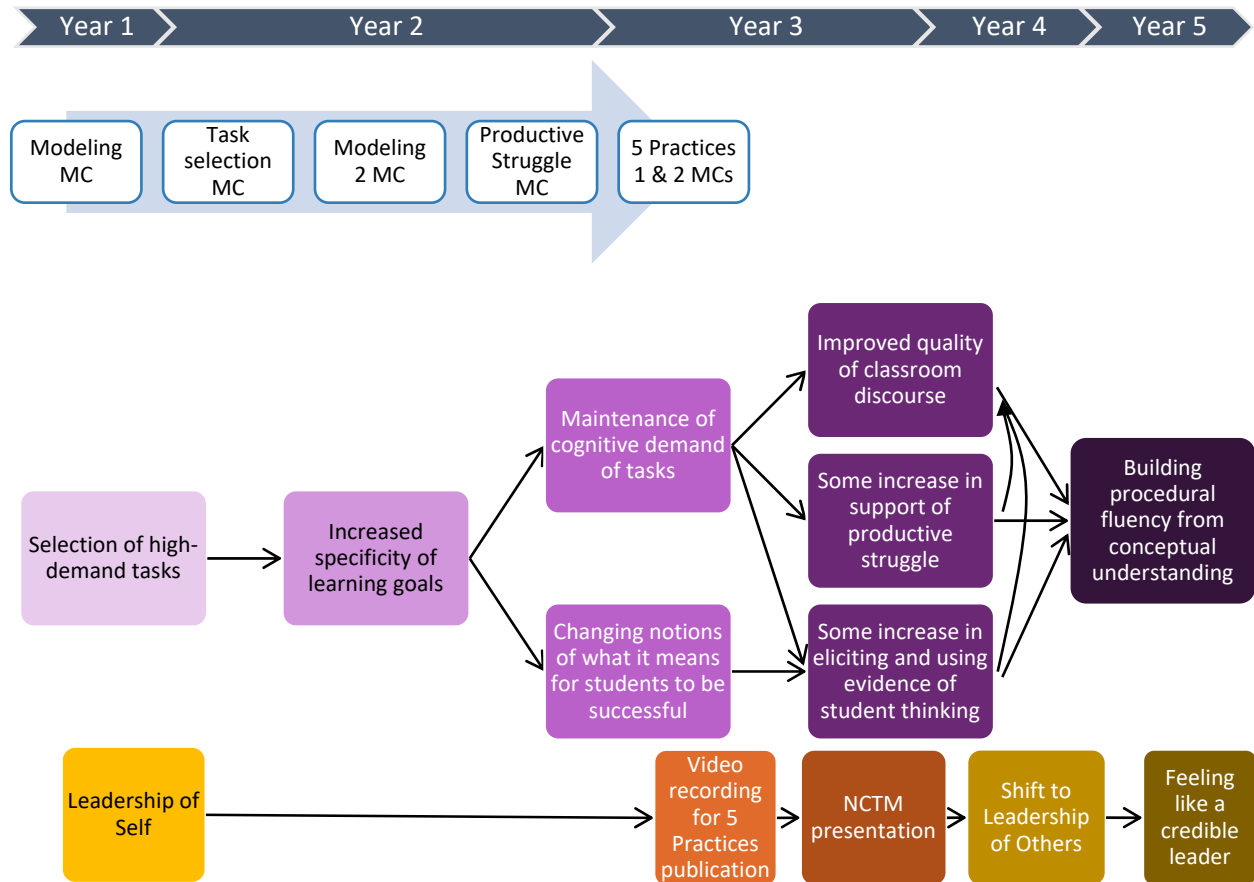 Year 1
Year 2
Year 3
Year 4
Year 5
Modeling
MC
Task
selection
MC
Modeling
2 MC
Productive
Struggle
MC
5 Practices
1 & 2 MCs
Selection of high-
demand tasks
Increased
specificity of
learning goals
Maintenance of
cognitive demand
of tasks
Changing notions
of what it means
for students to be
successful
Improved quality
of classroom
discourse
Some increase in
support of
productive
struggle
Some increase in
eliciting and using
evidence of
student thinking
Building
procedural
fluency from
conceptual
understanding
Leadership of
Self
Video
recording
for 5
Practices
publication
NCTM
presentation
Shift to
Leadership
of Others
Feeling
like a
credible
leader